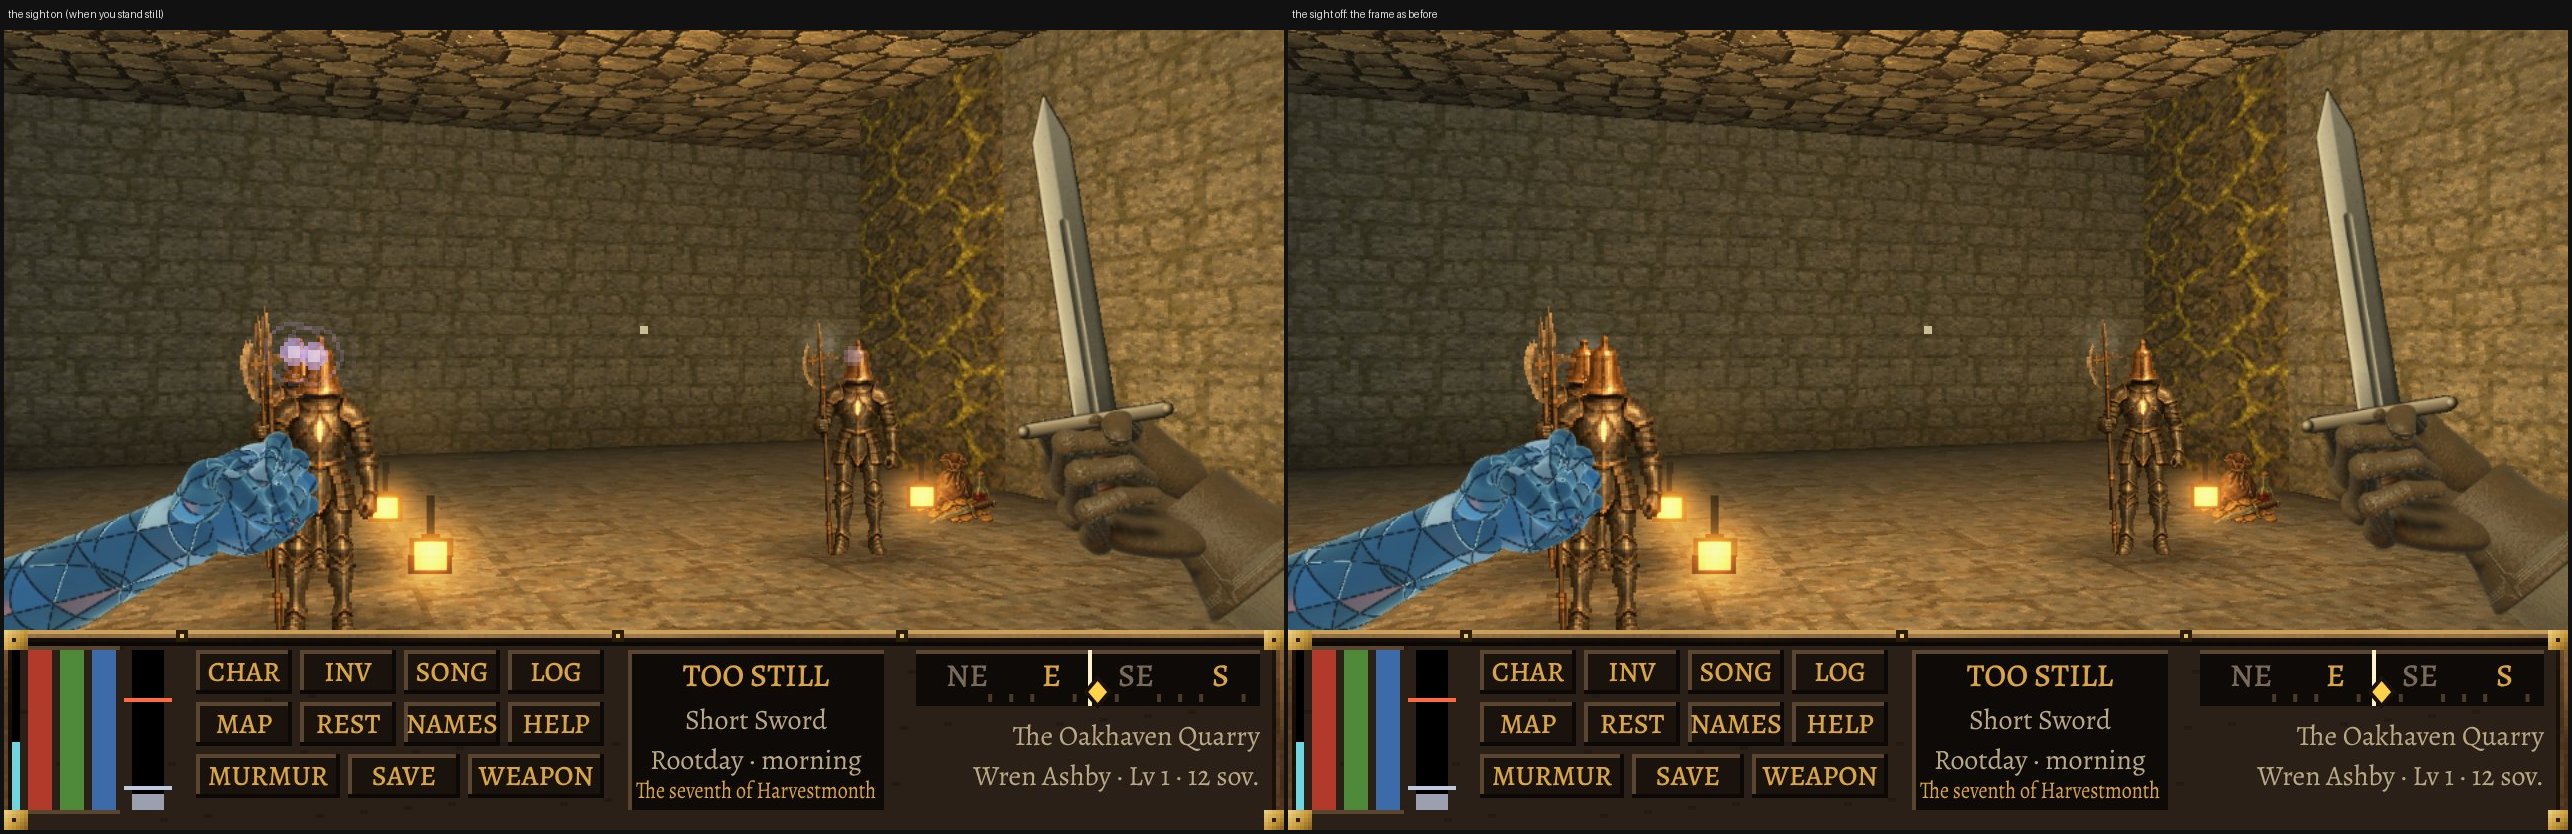 the sight on (when you stand still)
CHAR INV SONG LOG
MAP REST NAMES HELP
MURMUR SAVE WEAPON
TOO STILL
Short Sword
Rootday · morning
The seventh of Harvestmonth
NE E SE S
The Oakhaven Quarry
Wren Ashby · Lv 1 · 12 sov.
the sight off: the frame as before
CHAR INV SONG LOG
MAP REST NAMES HELP
MURMUR SAVE WEAPON
TOO STILL
Short Sword
Rootday · morning
The seventh of Harvestmonth
NE E SE S
The Oakhaven Quarry
Wren Ashby · Lv 1 · 12 sov.